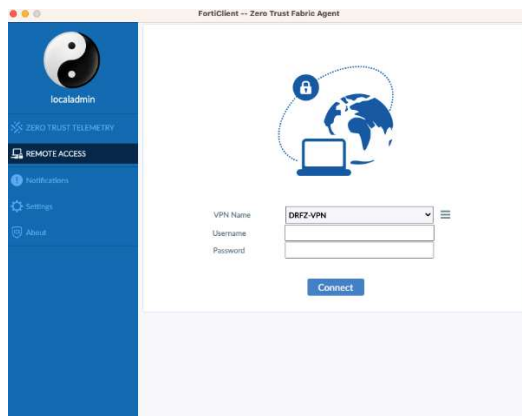 FortiClient -- Zero Trust Fabric Agent
localadmin
ZERO TRUST TELEMETRY
REMOTE ACCESS
Notifications
Settings
About
VPN Name DRFZ-VPN
Username
Password
Connect